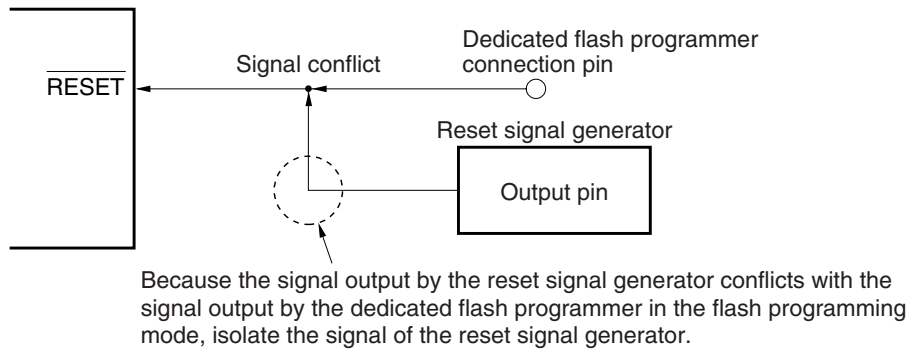 Dedicated flash programmer
connection pin
Signal conflict
RESET
Reset signal generator
Output pin
Because the signal output by the reset signal generator conflicts with the
signal output by the dedicated flash programmer in the flash programming
mode, isolate the signal of the reset signal generator.